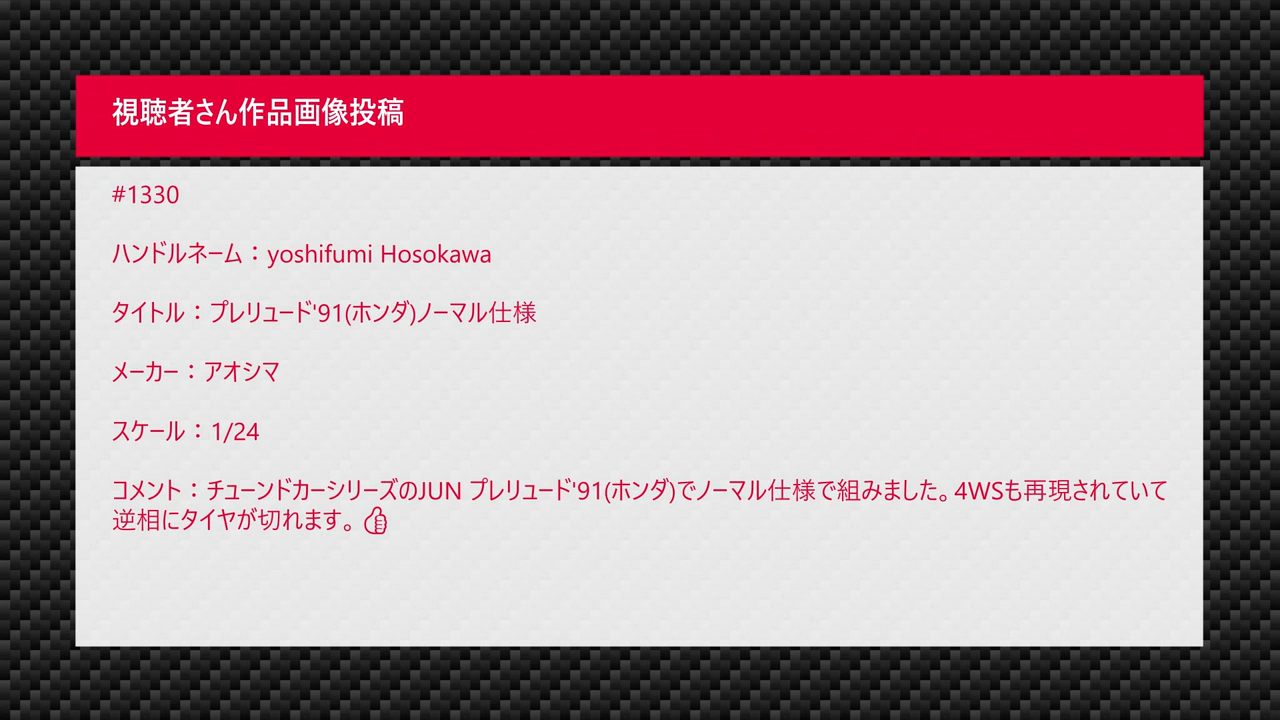 視聴者さん作品画像投稿
#1330
ハンドルネーム：yoshifumi Hosokawa
タイトル：プレリュード'91(ホンダ)ノーマル仕様
メーカー：アオシマ
スケール：1/24
コメント：チューンドカーシリーズのJUN プレリュード'91(ホンダ)でノーマル仕様で組みました。4WSも再現されていて
逆相にタイヤが切れます。👍